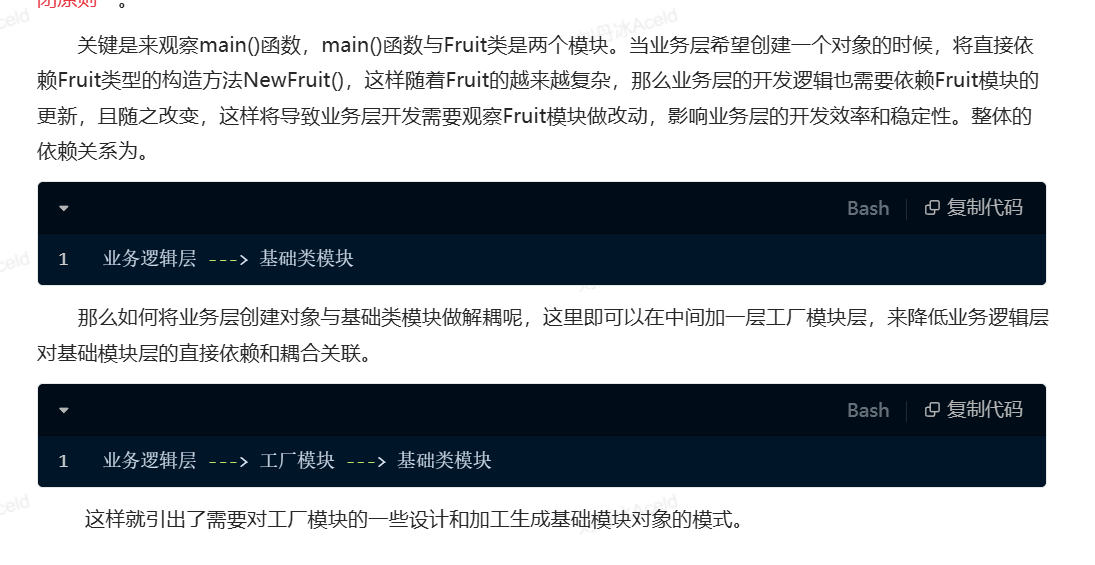 闭原则"。
关键是来观察main()函数，main()函数与Fruit类是两个模块。当业务层希望创建一个对象的时候，将直接依
赖Fruit类型的构造方法NewFruit()，这样随着Fruit的越来越复杂，那么业务层的开发逻辑也需要依赖Fruit模块的
更新，且随之改变，这样将导致业务层开发需要观察Fruit模块做改动，影响业务层的开发效率和稳定性。整体的
依赖关系为。
Bash 复制代码
1 业务逻辑层 ---> 基础类模块
那么如何将业务层创建对象与基础类模块做解耦呢，这里即可以在中间加一层工厂模块层，来降低业务逻辑层
对基础模块层的直接依赖和耦合关联。
Bash 复制代码
1 业务逻辑层 ---> 工厂模块 ---> 基础类模块
这样就引出了需要对工厂模块的一些设计和加工生成基础模块对象的模式。